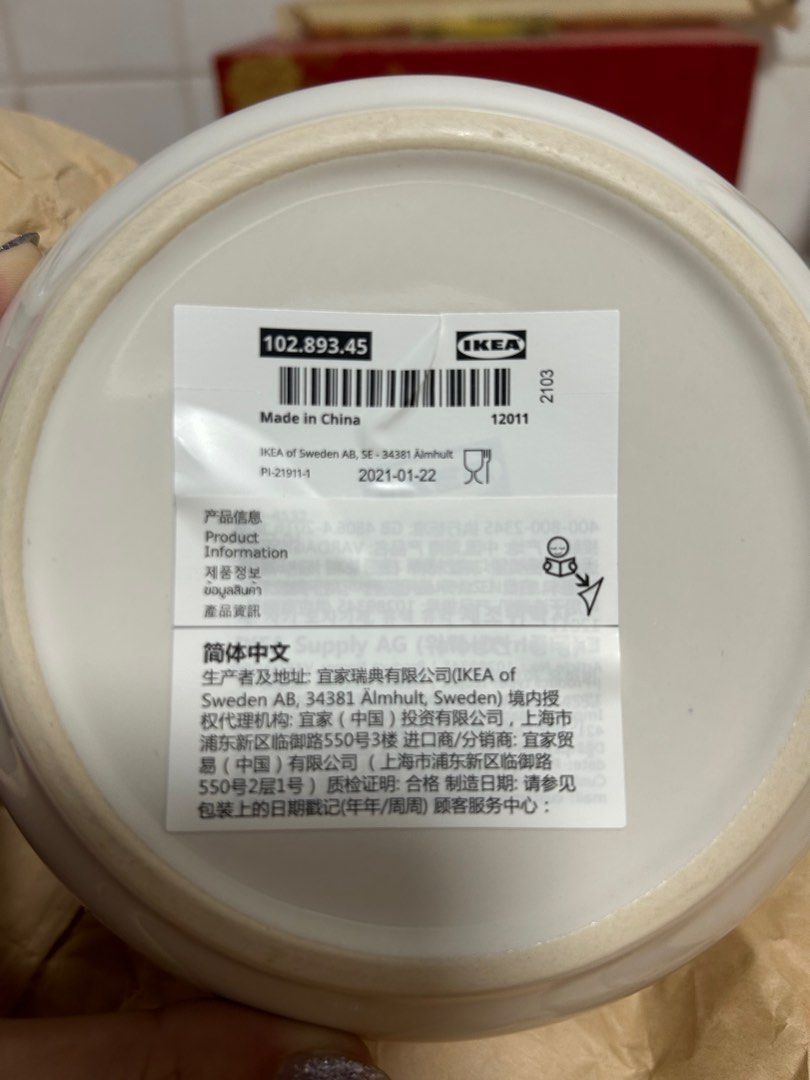 102.893.45
IKEA
2103
Made in China
12011
IKEA of Sweden AB, SE - 34381 Älmhult
PI-21911-1
2021-01-22
产品信息
Product
Information
제품정보
ข้อมูลสินค้า
產品資訊
简体中文
生产者及地址: 宜家瑞典有限公司(IKEA of
Sweden AB, 34381 Älmhult, Sweden) 境内授
权代理机构: 宜家（中国）投资有限公司，上海市
浦东新区临御路550号3楼 进口商/分销商: 宜家贸
易（中国）有限公司（上海市浦东新区临御路
550号2层1号） 质检证明: 合格 制造日期: 请参见
包装上的日期戳记(年年/周周) 顾客服务中心：